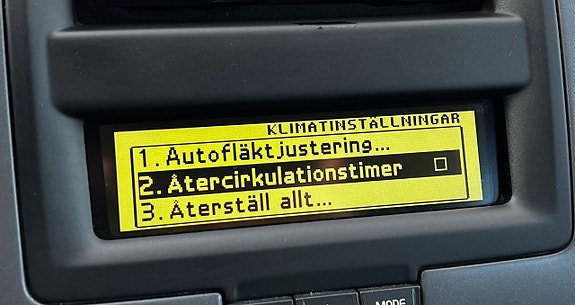 KLIMATINSTÄLLNINGAR
1. Autofläktjustering...
2. Återcirkulationstimer
3. Återställ allt...
MODE